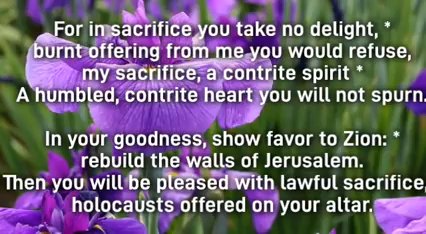 For in sacrifice you take no delight, *
burnt offering from me you would refuse,
my sacrifice, a contrite spirit *
A humbled, contrite heart you will not spurn.
In your goodness, show favor to Zion: *
rebuild the walls of Jerusalem.
Then you will be pleased with lawful sacrifice,
holocausts offered on your altar.